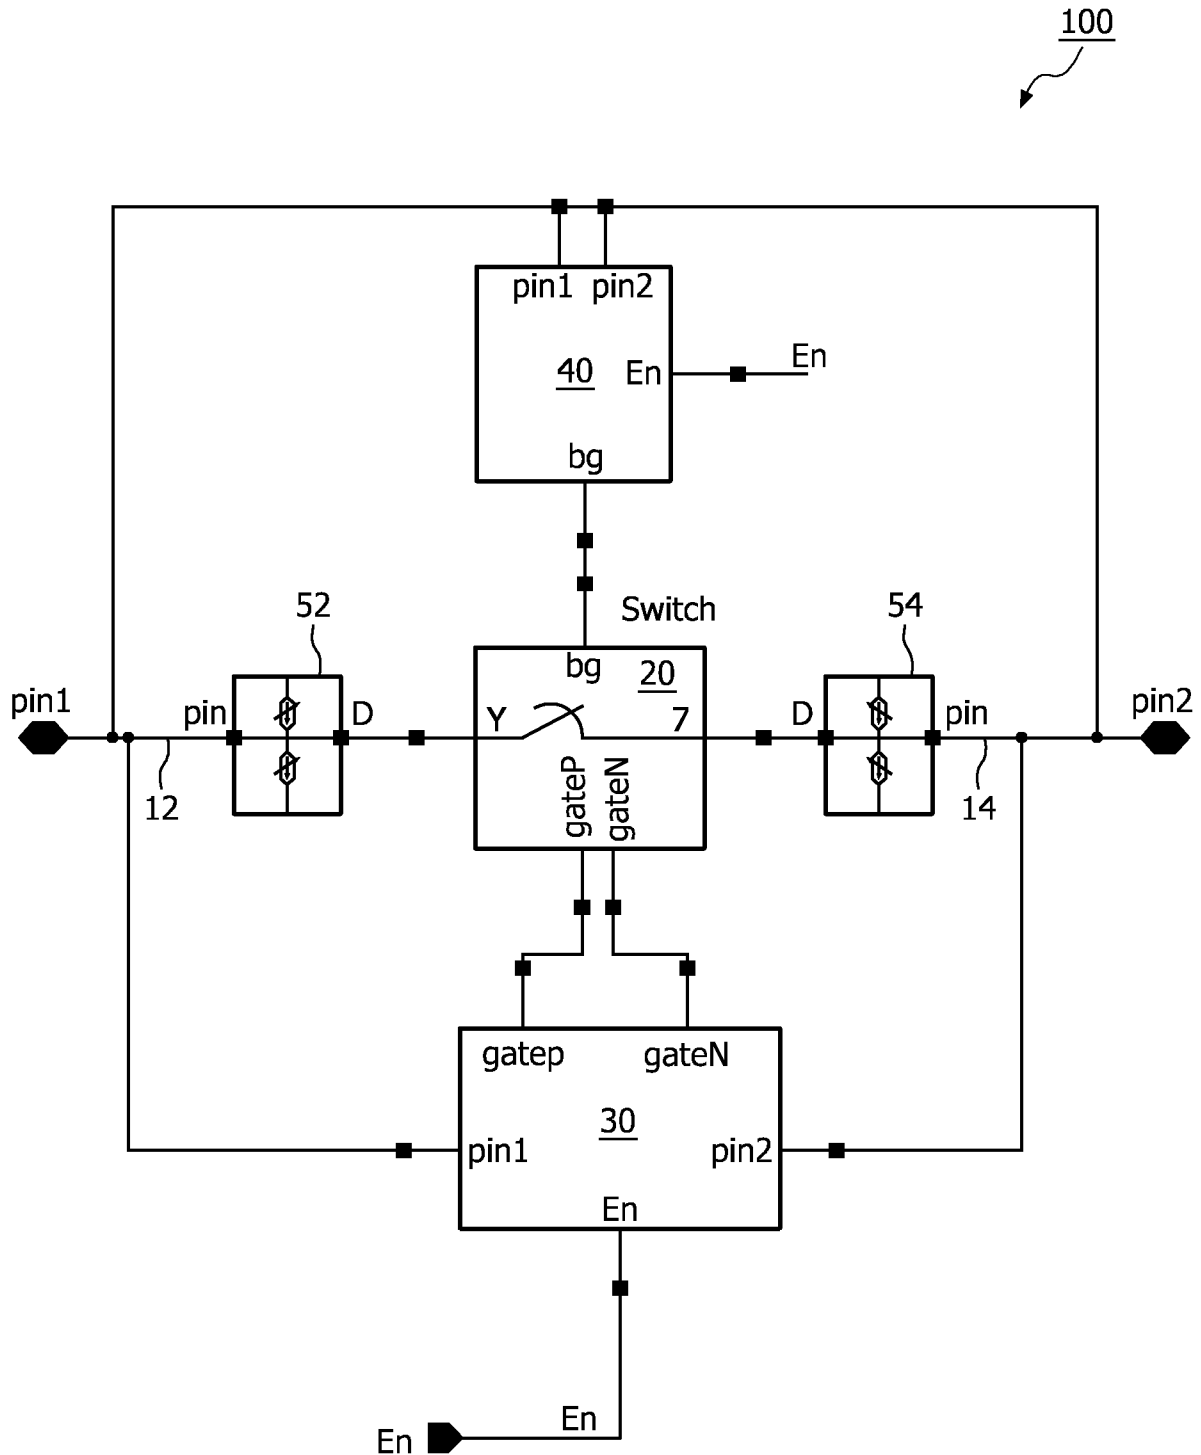 100
pin1 pin2
40 En
En
bg
52
Switch
54
bg 20
pin1
pin
D
Y
7
D
pin
pin2
gateP
gateN
12
14
gatep
gateN
30
pin1
pin2
En
En
En